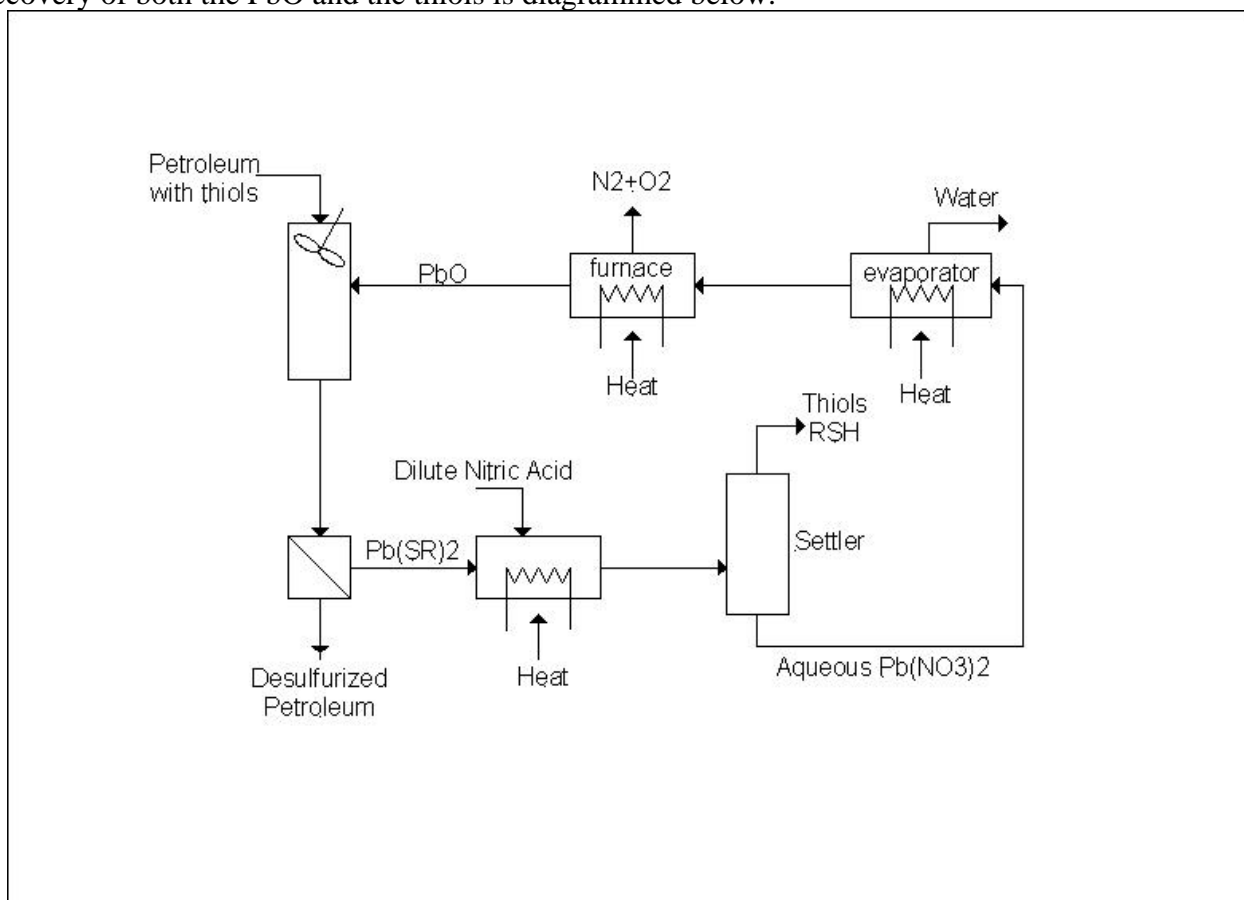 ecovery of both the PbO and the thiols is diagrammed below.
Petroleum
with thiols
N2+O2
Water
PbO
furnace
evaporator
Heat
Heat
Thiols
RSH
Dilute Nitric Acid
Pb(SR)2
Settler
Heat
Aqueous Pb(NO3)2
Desulfurized
Petroleum